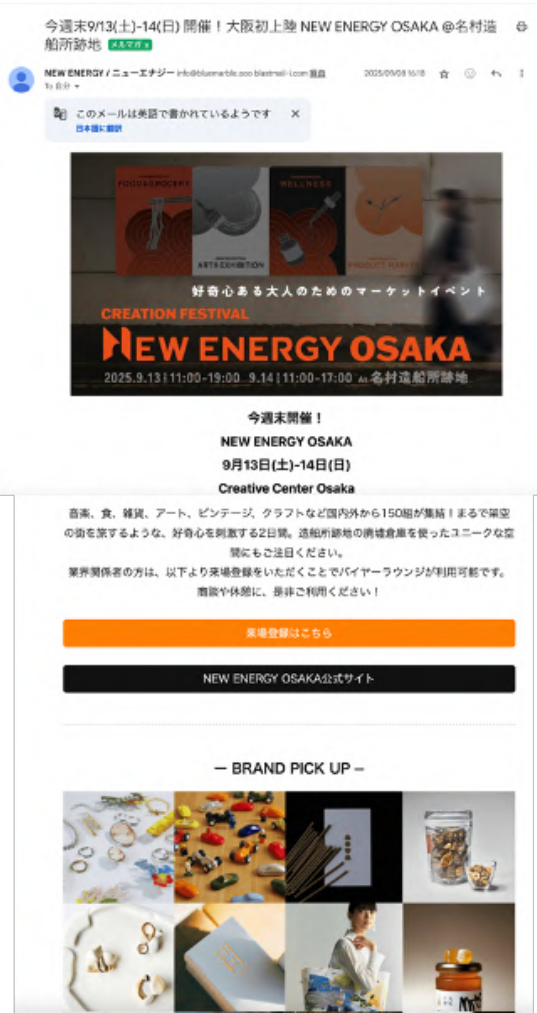 今週末9/13(土)-14(日) 開催！大阪初上陸 NEW ENERGY OSAKA @名村造
船所跡地 メルマガ x
NEW ENERGY / ニューエナジー info@bluemarble.soo.blastmail-i.com 経由
2025/09/08 16:18
To 自分
このメールは英語で書かれているようです
日本語に翻訳
FOOD&GROCERY
WELLNESS
ARTS EXHIBITION
PRODUCT MARKET
好奇心ある大人のためのマーケットイベント
CREATION FESTIVAL
NEW ENERGY OSAKA
2025.9.13 11:00-19:00 9.14 11:00-17:00 At 名村造船所跡地
今週末開催！
NEW ENERGY OSAKA
9月13日(土)-14日(日)
Creative Center Osaka
音楽、食、雑貨、アート、ビンテージ、クラフトなど国内外から150組が集結！まるで架空
の街を旅するような、好奇心を刺激する2日間。造船所跡地の廃墟倉庫を使ったユニークな空
間にもご注目ください。
業界関係者の方は、以下より来場登録をいただくことでバイヤーラウンジが利用可能です。
商談や休憩に、是非ご利用ください！
来場登録はこちら
NEW ENERGY OSAKA公式サイト
— BRAND PICK UP –